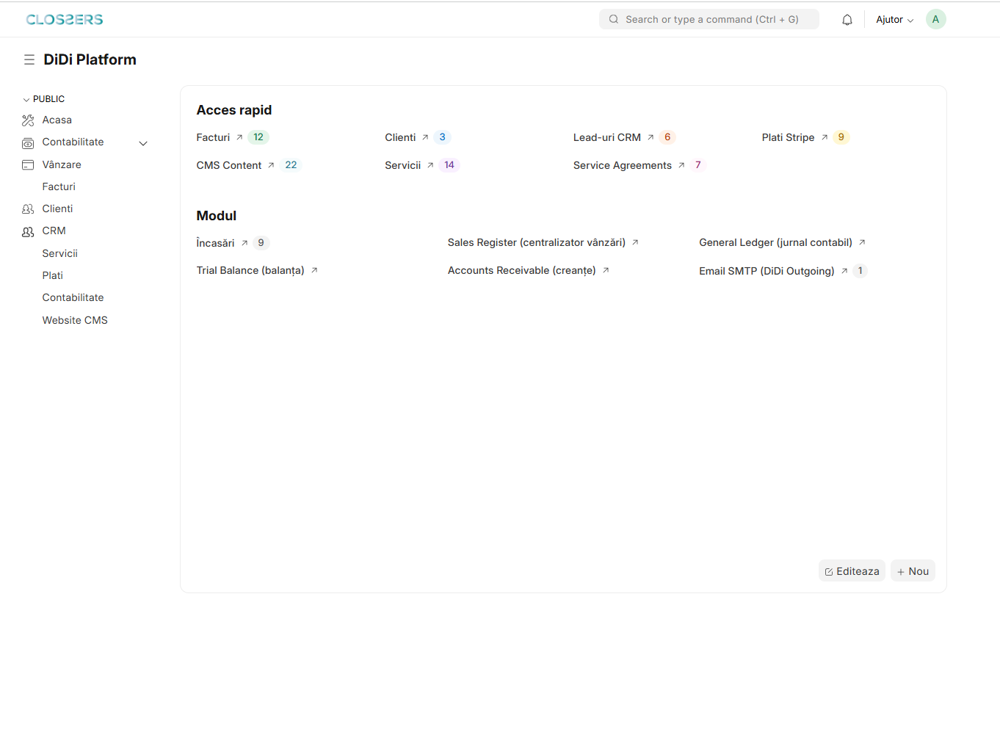 CLOSSERS
Search or type a command (Ctrl + G)
Ajutor
A
DiDi Platform
PUBLIC
Acasa
Contabilitate
Vânzare
Facturi
Clienti
CRM
Servicii
Plati
Contabilitate
Website CMS
Acces rapid
Facturi 12
Clienti 3
Lead-uri CRM 6
Plati Stripe 9
CMS Content 22
Servicii 14
Service Agreements 7
Modul
Încasări 9
Sales Register (centralizator vânzări)
General Ledger (jurnal contabil)
Trial Balance (balanța)
Accounts Receivable (creanțe)
Email SMTP (DiDi Outgoing) 1
Editeaza
+ Nou